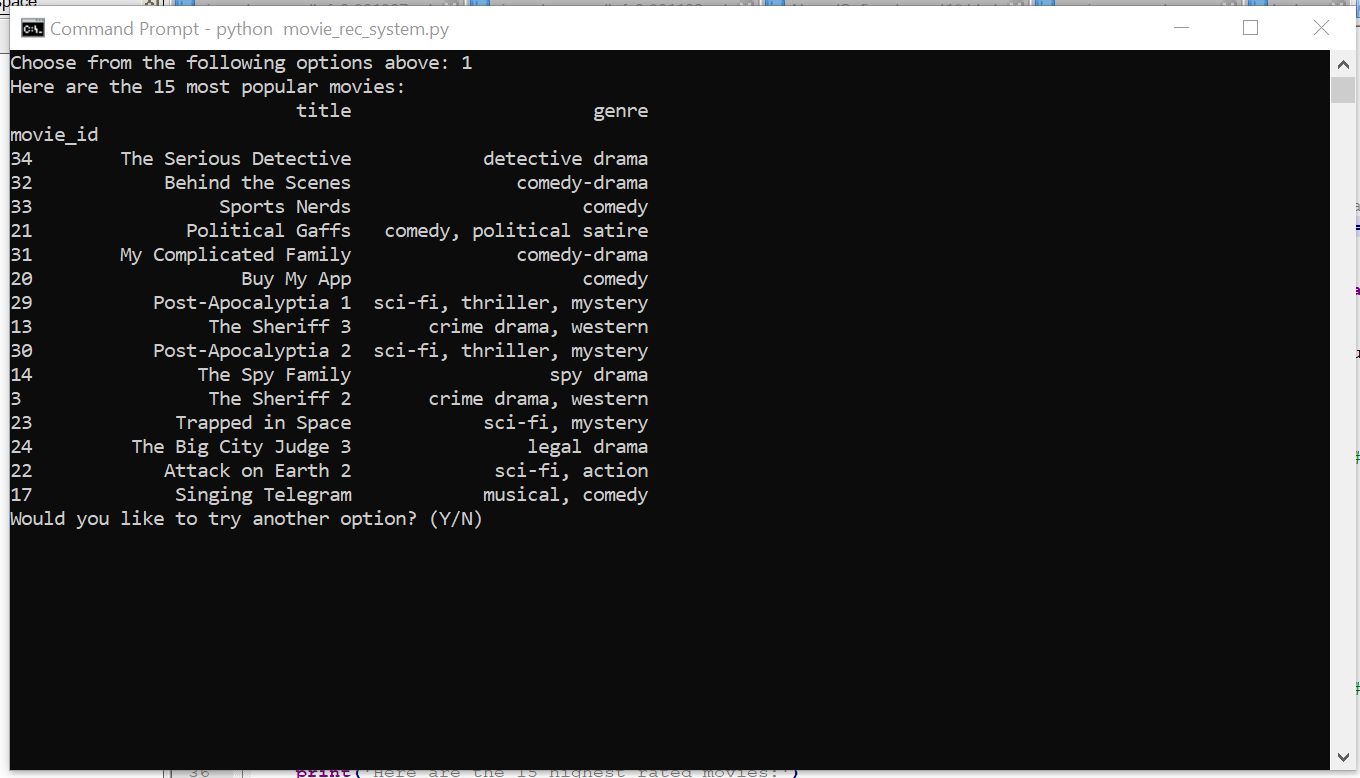 Command Prompt - python  movie_rec_system.py
Choose from the following options above: 1
Here are the 15 most popular movies:
title genre
movie_id
34 The Serious Detective detective drama
32 Behind the Scenes comedy-drama
33 Sports Nerds comedy
21 Political Gaffs comedy, political satire
31 My Complicated Family comedy-drama
20 Buy My App comedy
29 Post-Apocalyptia 1 sci-fi, thriller, mystery
13 The Sheriff 3 crime drama, western
30 Post-Apocalyptia 2 sci-fi, thriller, mystery
14 The Spy Family spy drama
3 The Sheriff 2 crime drama, western
23 Trapped in Space sci-fi, mystery
24 The Big City Judge 3 legal drama
22 Attack on Earth 2 sci-fi, action
17 Singing Telegram musical, comedy
Would you like to try another option? (Y/N)
36 print('Here are the 15 highest rated movies:')